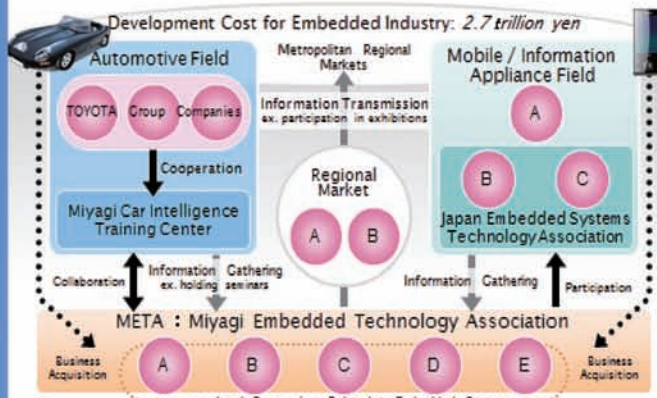 Development Cost for Embedded Industry: 2.7 trillion yen
Automotive Field
TOYOTA Group Companies
Cooperation
Miyagi Car Intelligence
Training Center
Metropolitan Regional
Markets
Information Transmission
ex. participation in exhibitions
Regional
Market
A B
Mobile / Information
Appliance Field
A
B C
Japan Embedded Systems
Technology Association
Collaboration
Information Gathering
ex. holding seminars
Information Gathering
Participation
META : Miyagi Embedded Technology Association
Business
Acquisition
A B C D E
Business
Acquisition